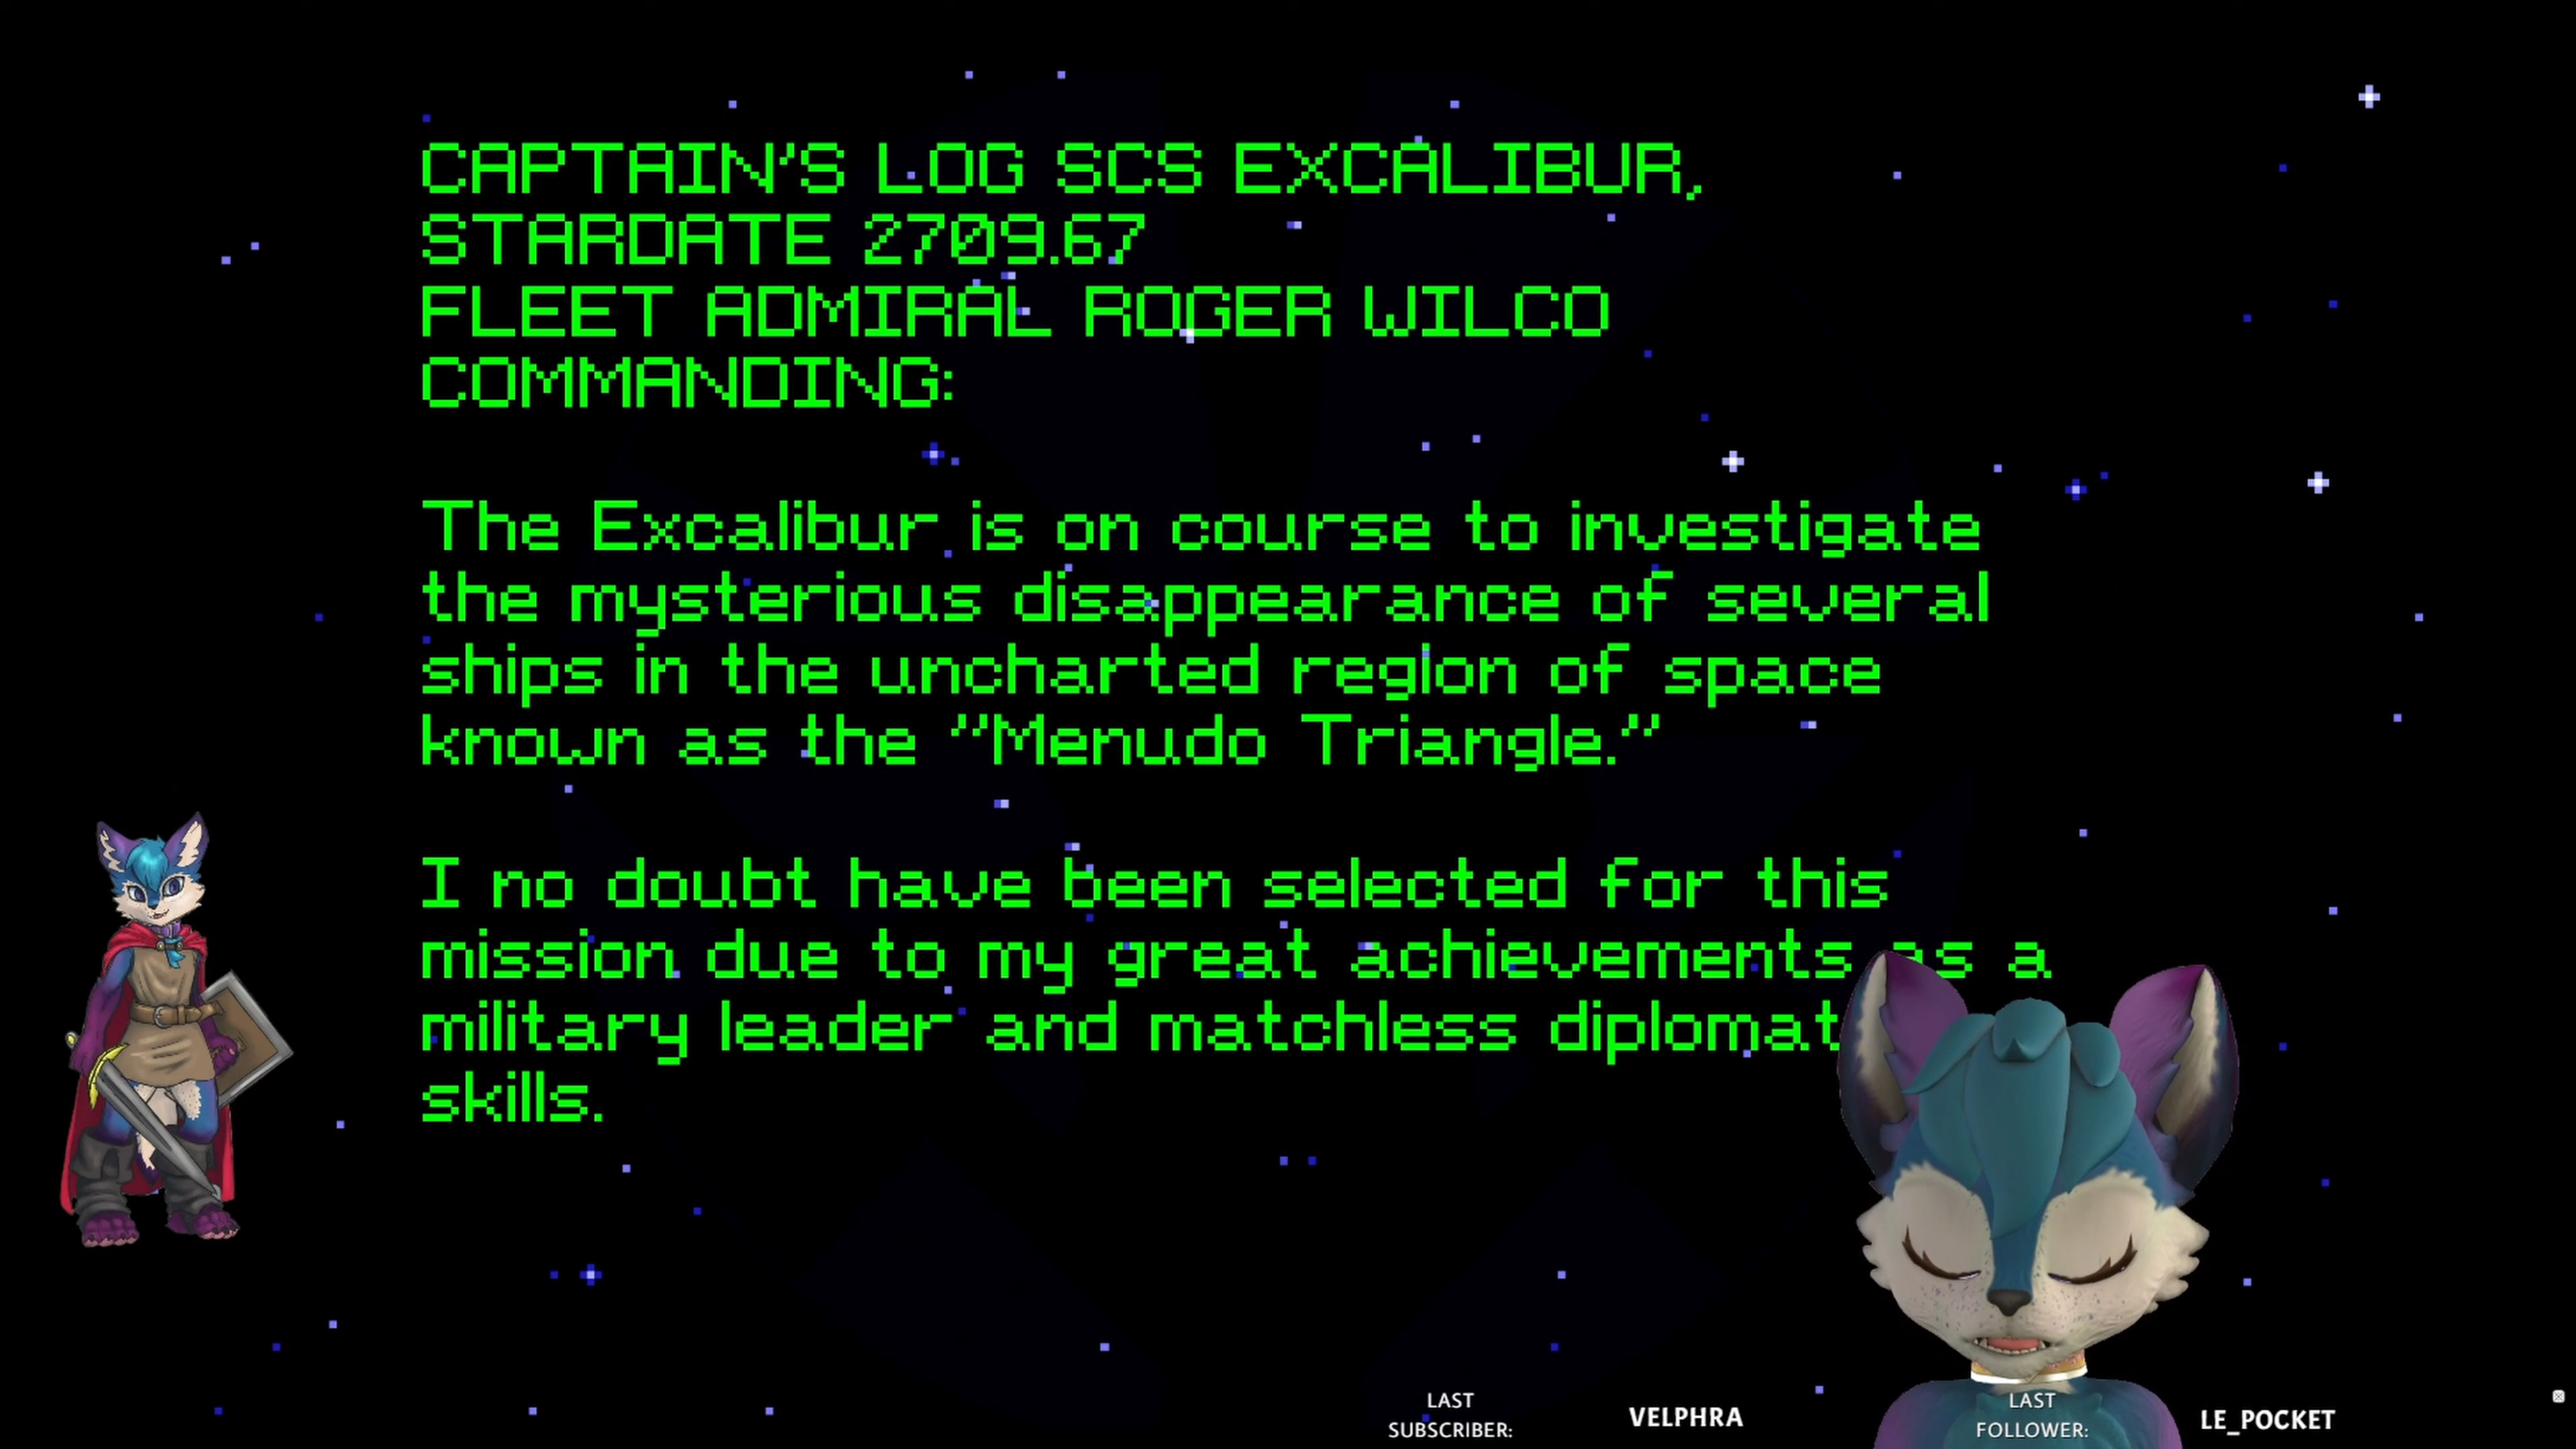 CAPTAIN'S LOG SCS EXCALIBUR,
STARDATE 2709.67
FLEET ADMIRAL ROGER WILCO
COMMANDING:
The Excalibur is on course to investigate
the mysterious disappearance of several
ships in the uncharted region of space
known as the "Menudo Triangle."
I no doubt have been selected for this
mission due to my great achievements as a
military leader and matchless
skills.
LAST
SUBSCRIBER:
VELPHRA
LAST
FOLLOWER:
LE_POCKET